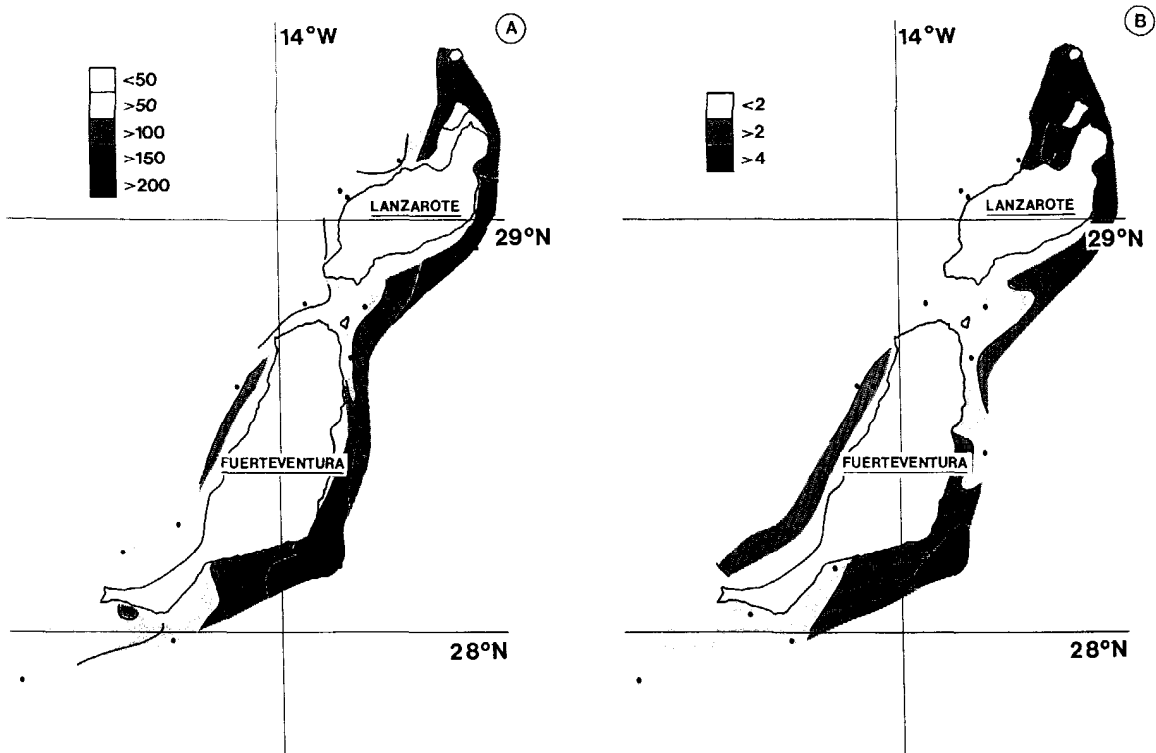 A
14°W
<50
>50
>100
>150
>200
LANZAROTE
29°N
FUERTEVENTURA
28°N
B
14°W
<2
>2
>4
LANZAROTE
29°N
FUERTEVENTURA
28°N